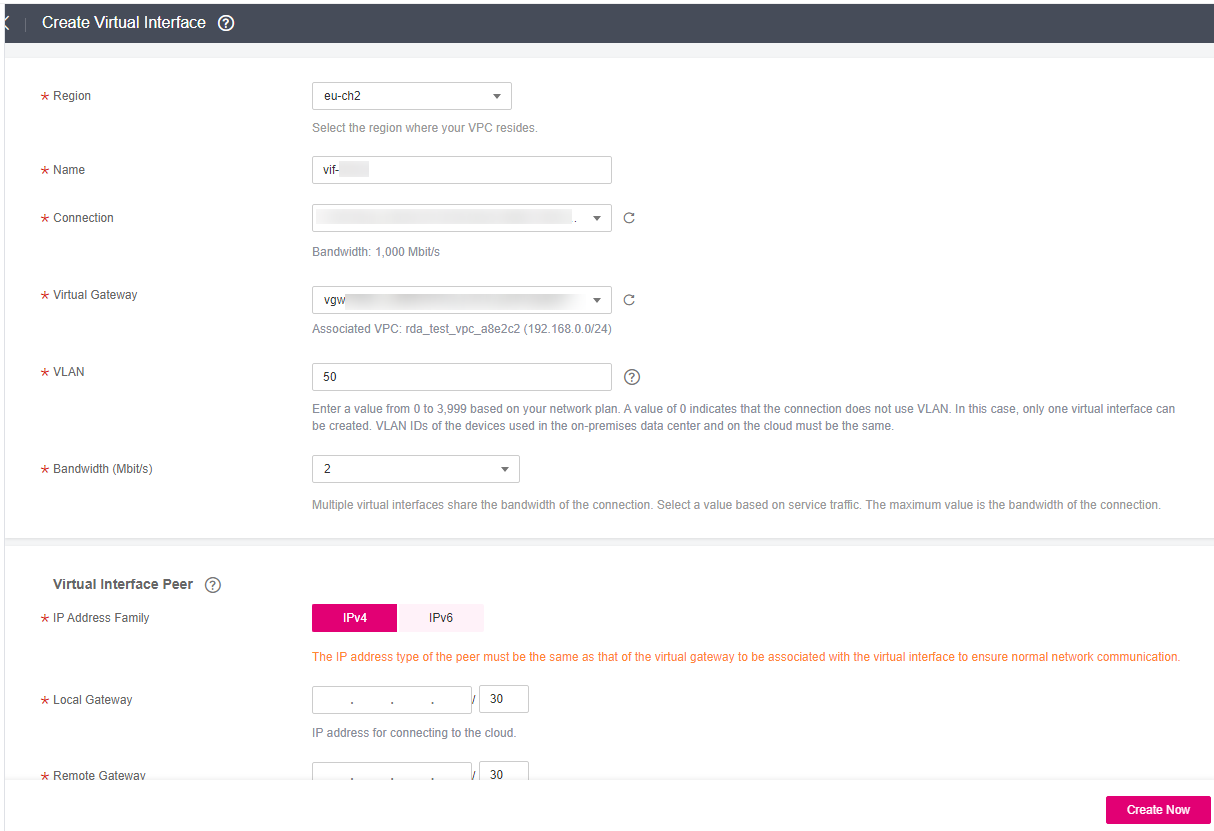 Create Virtual Interface ?
* Region
eu-ch2
Select the region where your VPC resides.
* Name
vif-
* Connection
.
Bandwidth: 1,000 Mbit/s
* Virtual Gateway
vgw
Associated VPC: rda_test_vpc_a8e2c2 (192.168.0.0/24)
* VLAN
50 ?
Enter a value from 0 to 3,999 based on your network plan. A value of 0 indicates that the connection does not use VLAN. In this case, only one virtual interface can
be created. VLAN IDs of the devices used in the on-premises data center and on the cloud must be the same.
* Bandwidth (Mbit/s)
2
Multiple virtual interfaces share the bandwidth of the connection. Select a value based on service traffic. The maximum value is the bandwidth of the connection.
Virtual Interface Peer ?
* IP Address Family
IPv4 IPv6
The IP address type of the peer must be the same as that of the virtual gateway to be associated with the virtual interface to ensure normal network communication.
* Local Gateway
. . . / 30
IP address for connecting to the cloud.
* Remote Gateway
. . . / 30
Create Now